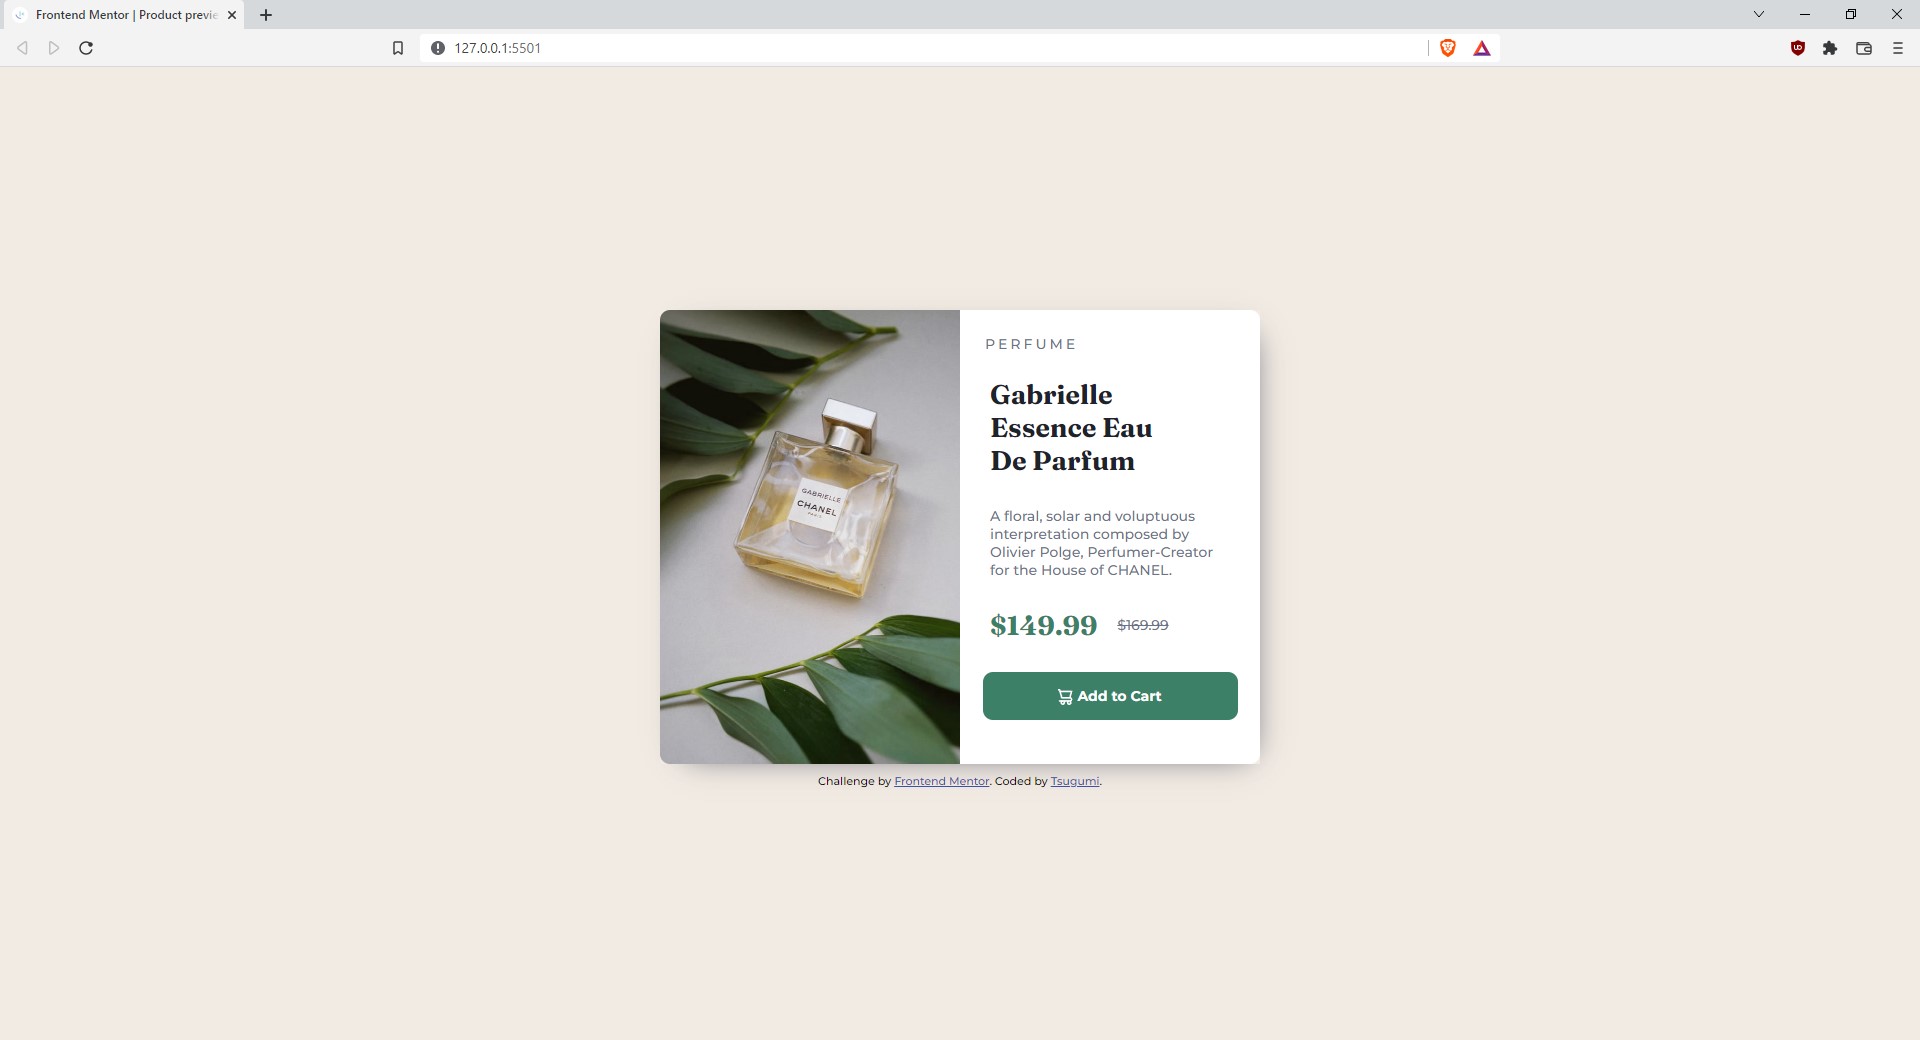 Frontend Mentor | Product previe
127.0.0.1:5501
PERFUME
Gabrielle
Essence Eau
De Parfum
A floral, solar and voluptuous
interpretation composed by
Olivier Polge, Perfumer-Creator
for the House of CHANEL.
$149.99 $169.99
Add to Cart
GABRIELLE
CHANEL
PARIS
Challenge by Frontend Mentor. Coded by Tsugumi.